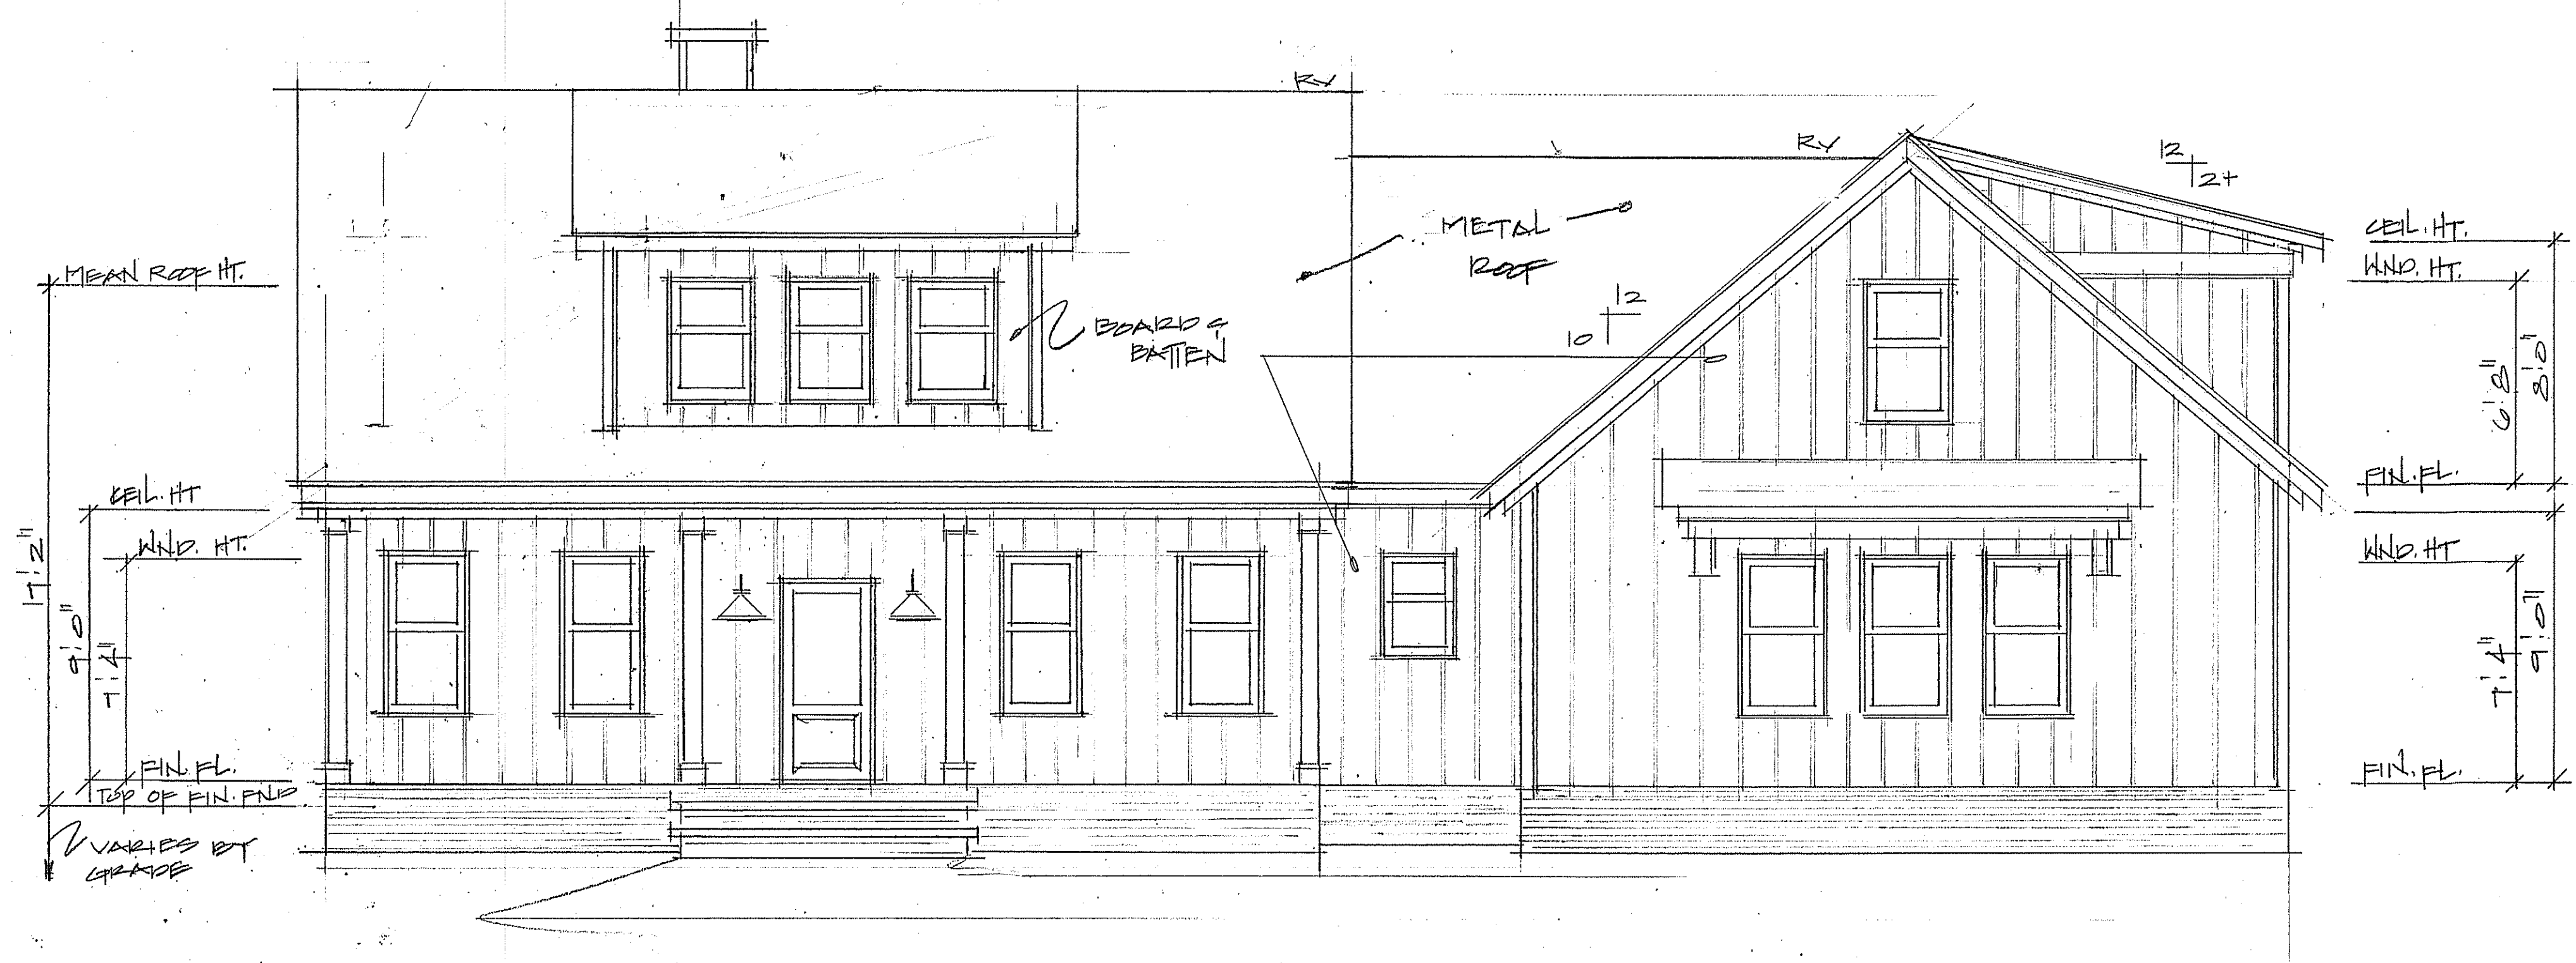 RV
RV
12
2+
METAL
ROOF
12
10
BOARD &
BATTEN
MEAN ROOF HT.
CEIL. HT
WND. HT.
17'-2"
9'-0"
7'-4"
FIN. FL.
TOP OF FIN. FND
VARIES BY
GRADE
CEIL. HT.
WND. HT.
6'-8"
8'-0"
FIN. FL.
WND. HT
7'-4"
9'-0"
FIN. FL.